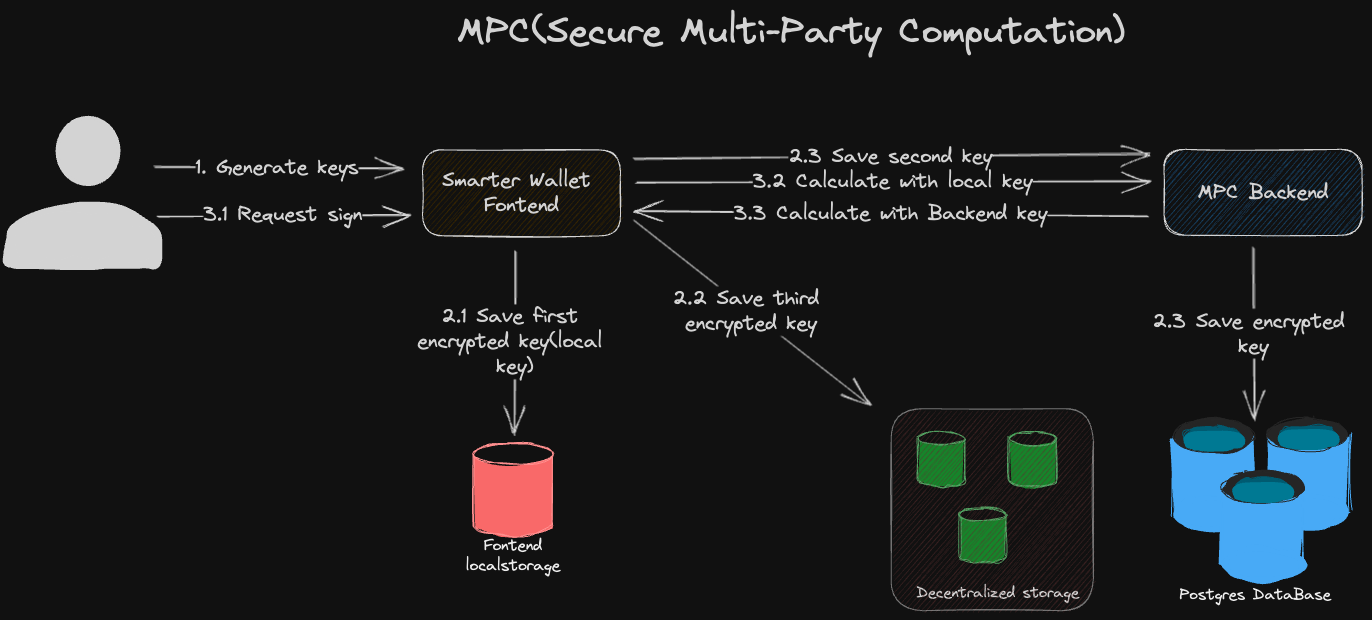 MPC(Secure Multi-Party Computation)
1. Generate keys
3.1 Request sign
Smarter Wallet
Fontend
2.3 Save second key
3.2 Calculate with local key
3.3 Calculate with Backend key
MPC Backend
2.1 Save first
encrypted key(local
key)
2.2 Save third
encrypted key
2.3 Save encrypted
key
Fontend
localstorage
Decentralized storage
Postgres DataBase